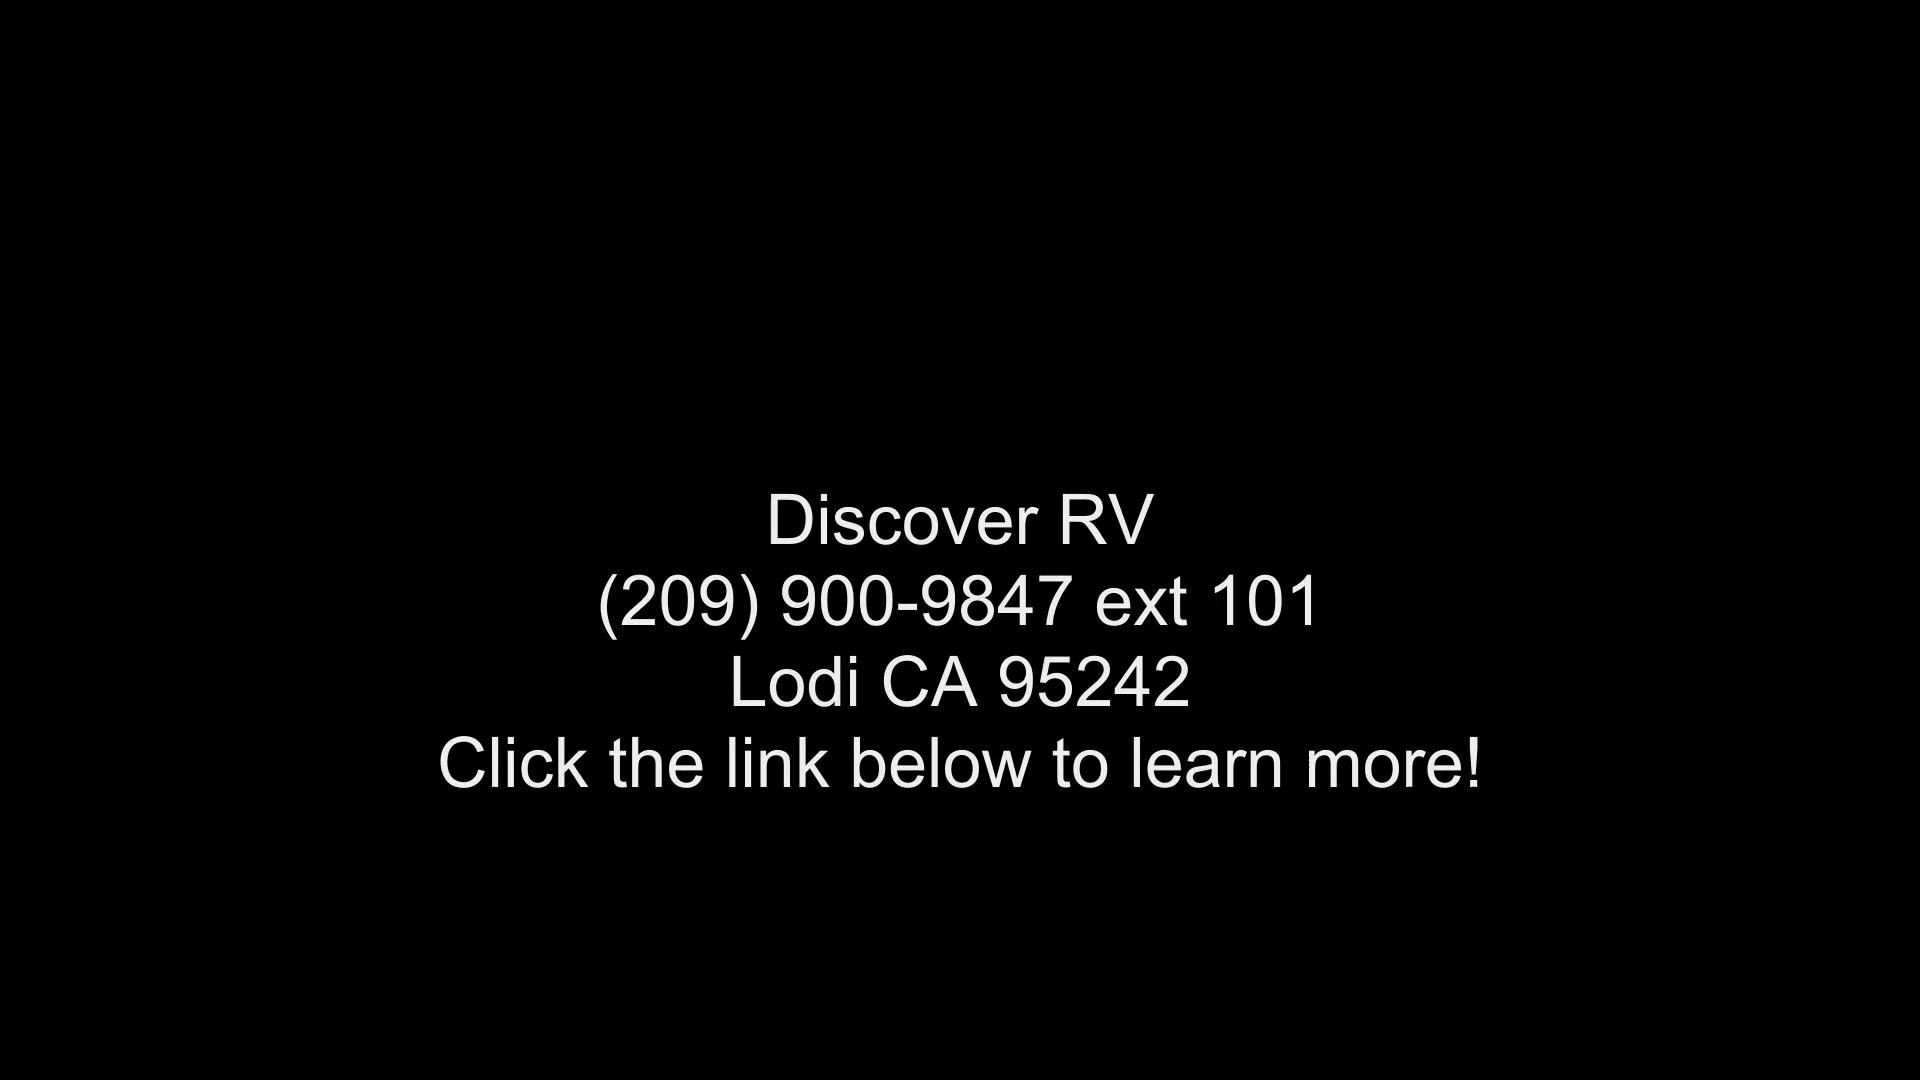 Discover RV
(209) 900-9847 ext 101
Lodi CA 95242
Click the link below to learn more!